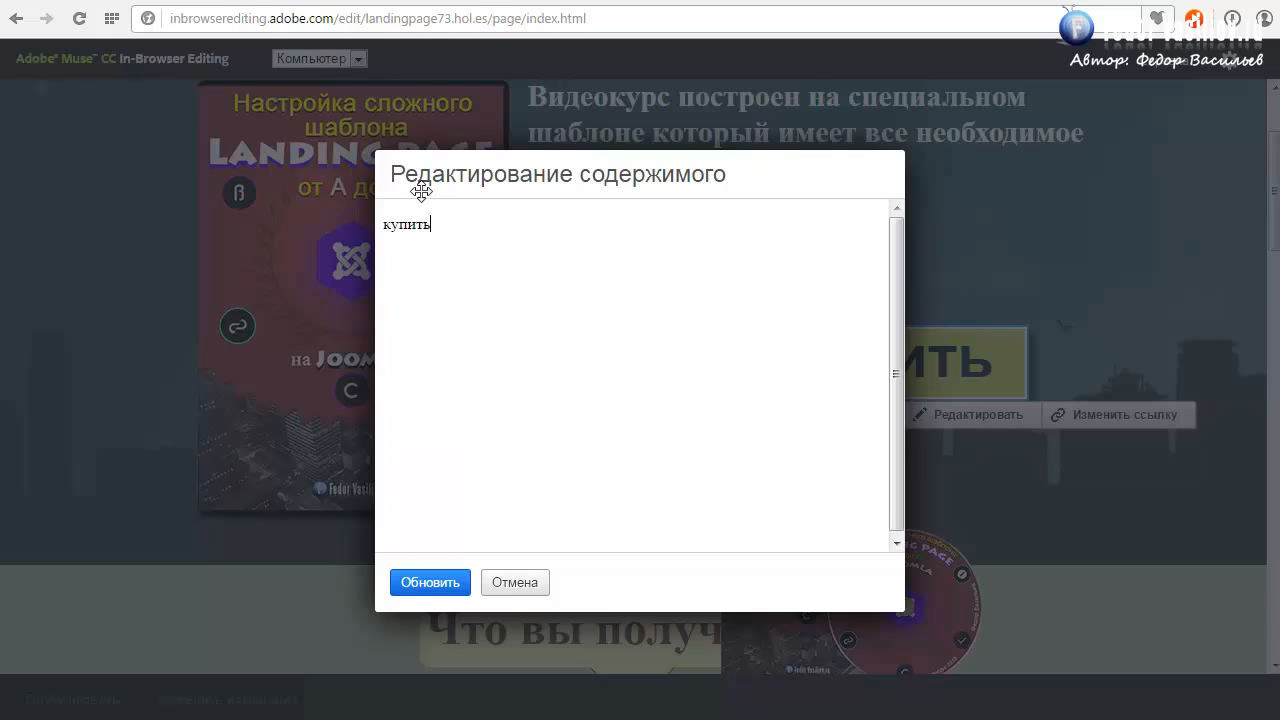 inbrowserediting.adobe.com/edit/landingpage73.hol.es/page/index.html
Автор: Федор Васильев
Adobe® Muse™ CC In-Browser Editing
Компьютер
Настройка сложного
шаблона
LANDING PAGE
от А до
β
на JOOM
C
Fedor Vasili
Видеокурс построен на специальном
шаблоне который имеет все необходимое
Редактирование содержимого
купить
Обновить
Отмена
ИТЬ
Редактировать
Изменить ссылку
Что вы получ